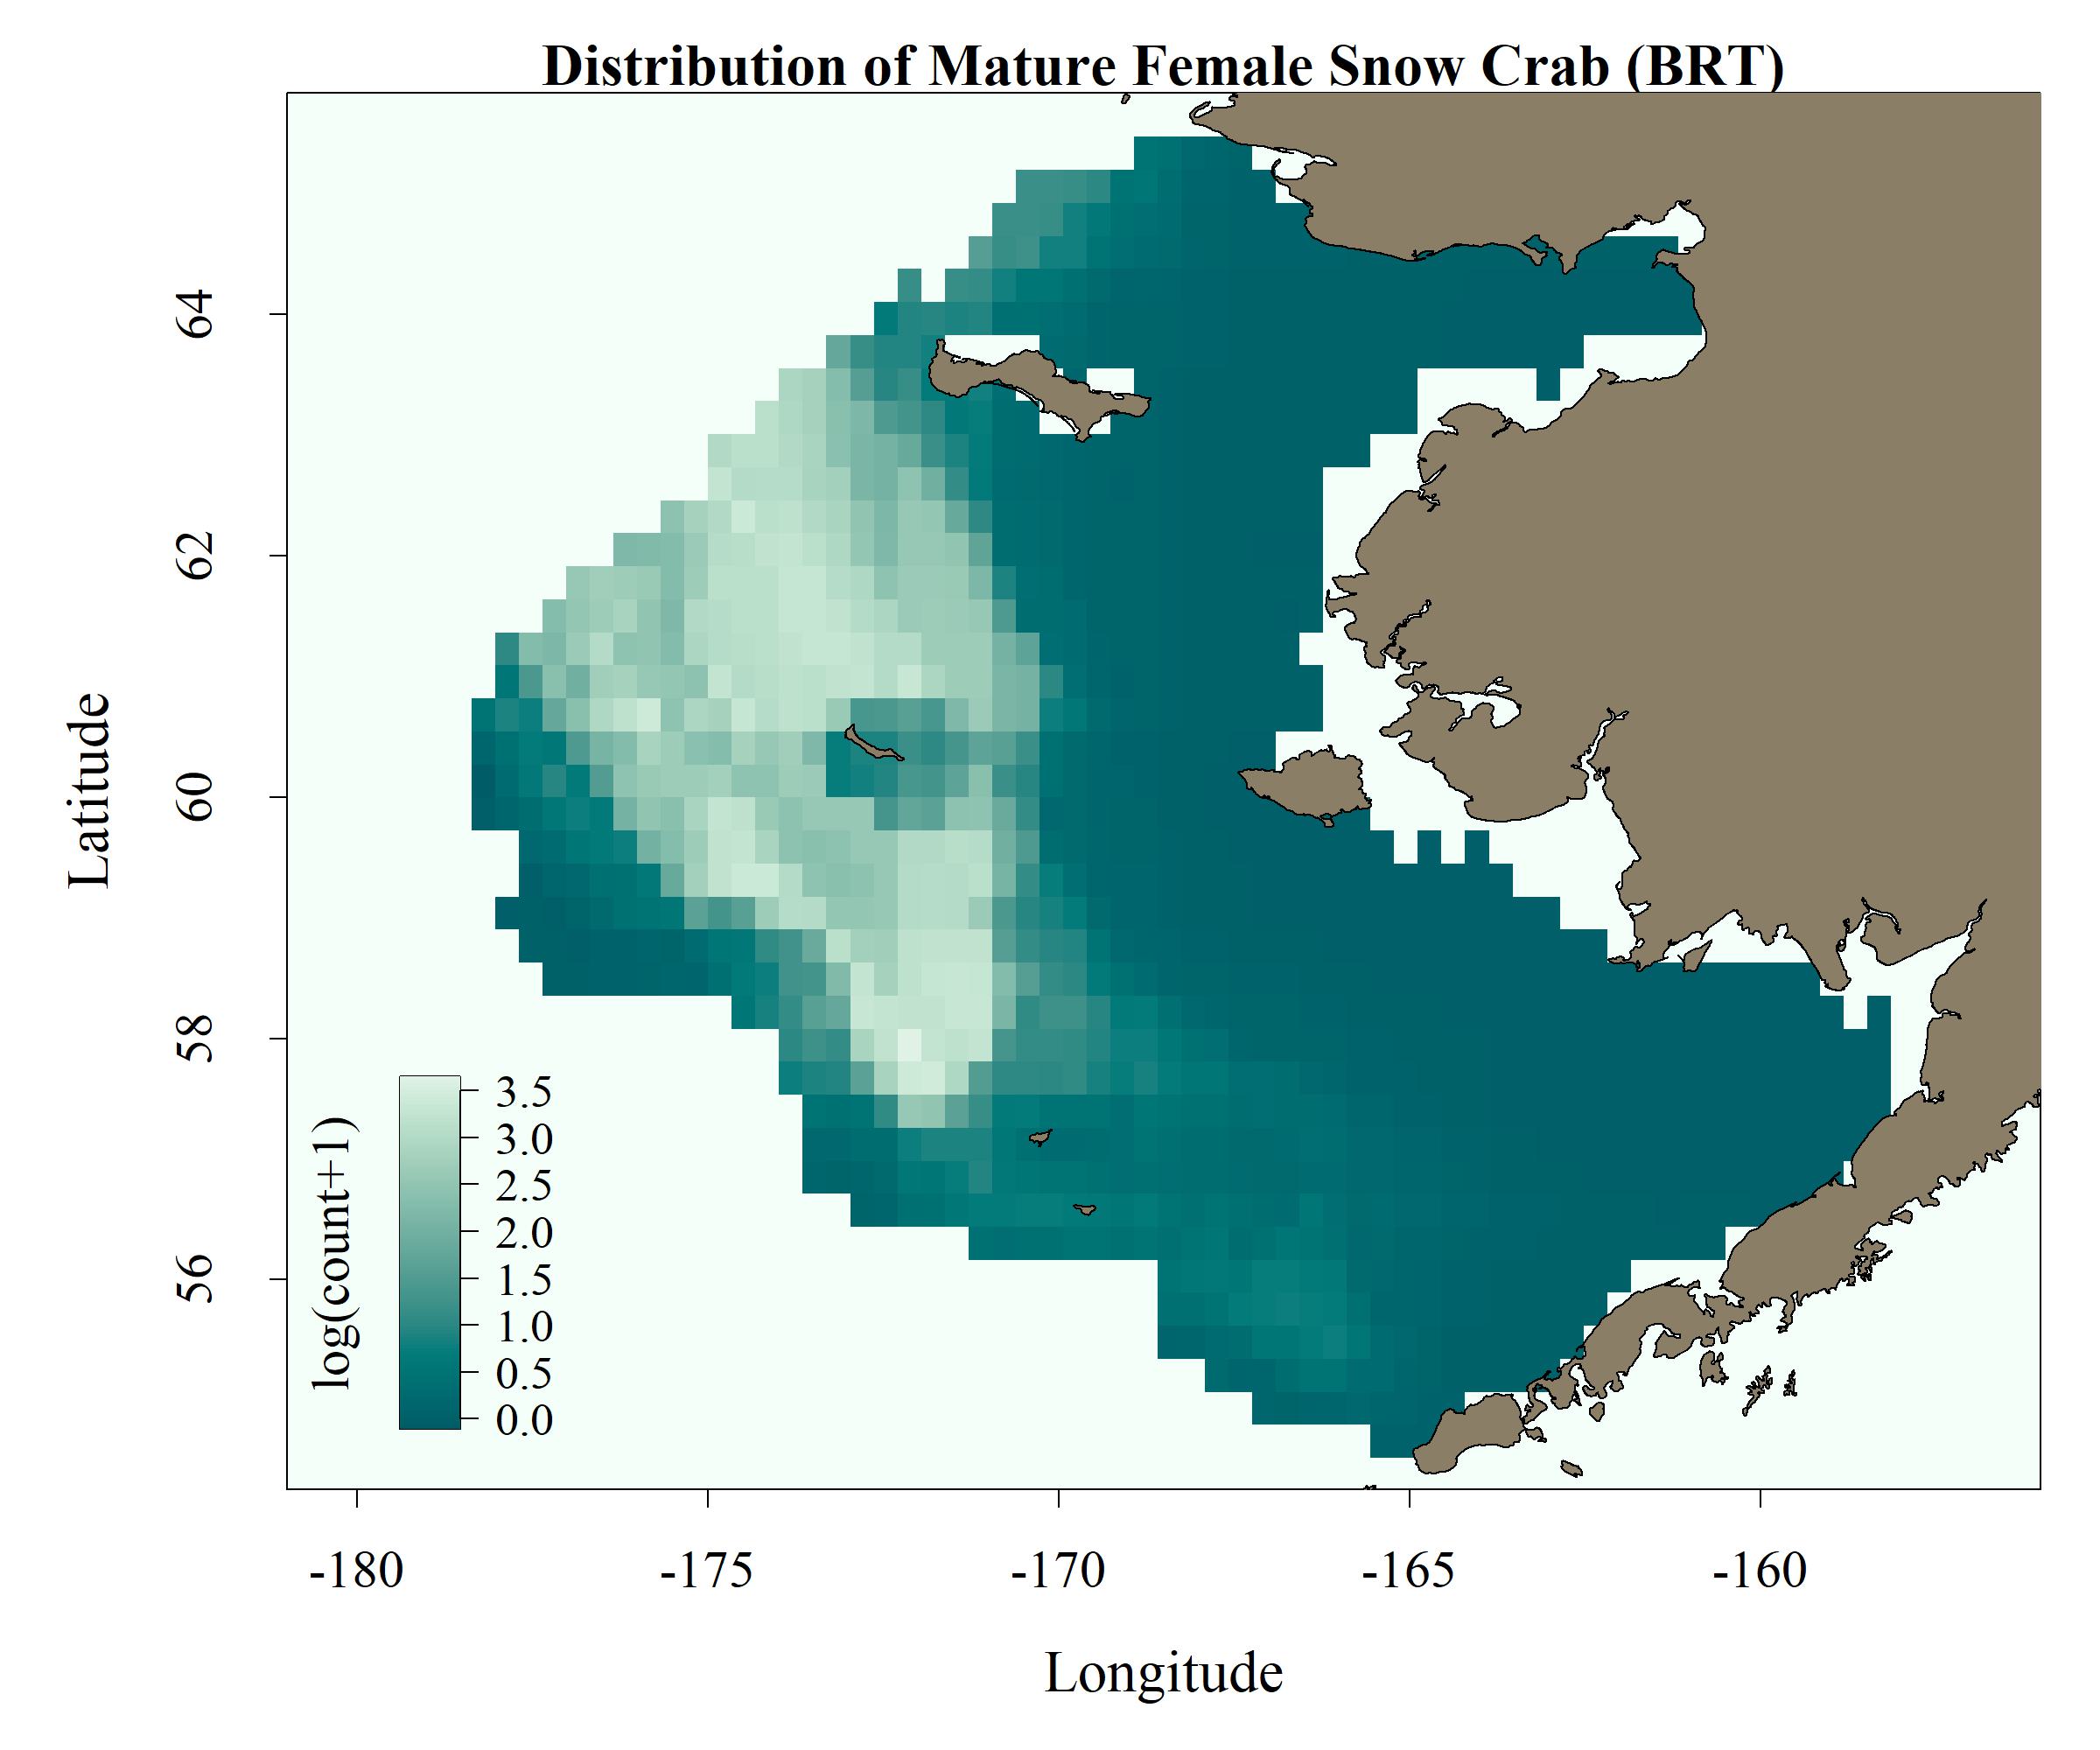 Distribution of Mature Female Snow Crab (BRT)
Latitude
64
62
60
58
56
log(count+1)
3.5
3.0
2.5
2.0
1.5
1.0
0.5
0.0
-180 -175 -170 -165 -160
Longitude